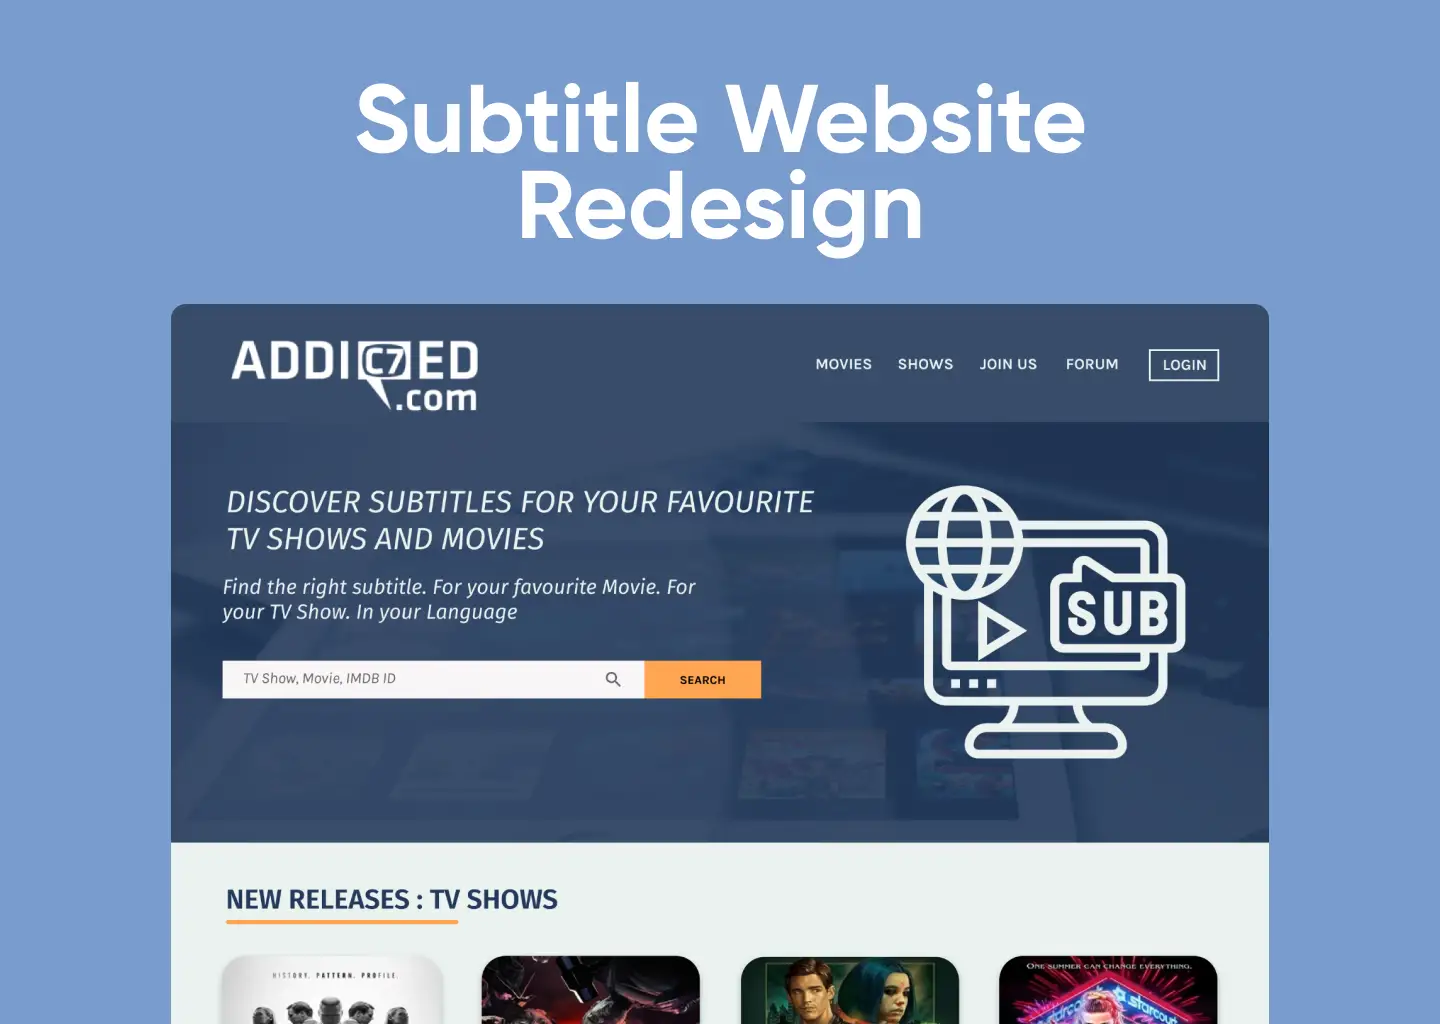 Subtitle Website
Redesign
ADDIC7ED
.com
MOVIES SHOWS JOIN US FORUM LOGIN
DISCOVER SUBTITLES FOR YOUR FAVOURITE
TV SHOWS AND MOVIES
Find the right subtitle. For your favourite Movie. For
your TV Show. In your Language
SUB
TV Show, Movie, IMDB ID SEARCH
NEW RELEASES : TV SHOWS
HISTORY. PATTERN. PROFILE.
ONE SUMMER CAN CHANGE EVERYTHING.
starcourt